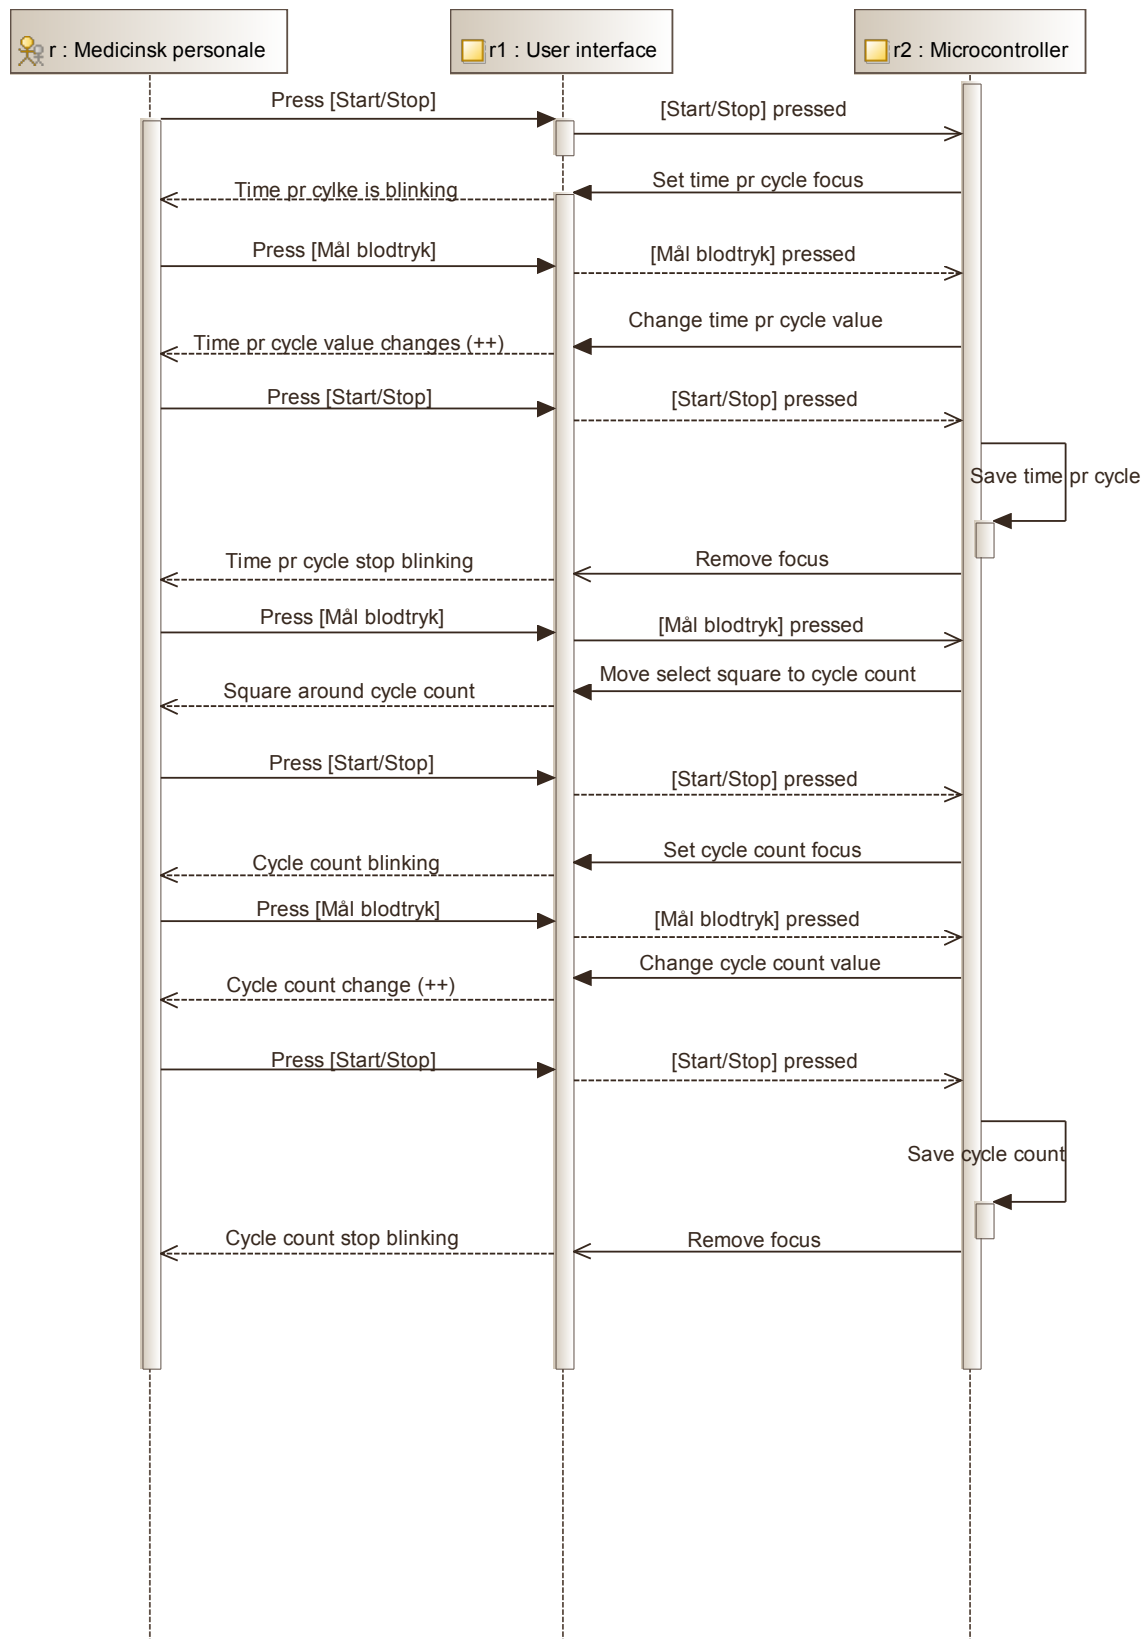 r : Medicinsk personale
r1 : User interface
r2 : Microcontroller
Press [Start/Stop]
[Start/Stop] pressed
Set time pr cycle focus
Time pr cylke is blinking
Press [Mål blodtryk]
[Mål blodtryk] pressed
Change time pr cycle value
Time pr cycle value changes (++)
Press [Start/Stop]
[Start/Stop] pressed
Save time pr cycle
Remove focus
Time pr cycle stop blinking
Press [Mål blodtryk]
[Mål blodtryk] pressed
Move select square to cycle count
Square around cycle count
Press [Start/Stop]
[Start/Stop] pressed
Set cycle count focus
Cycle count blinking
Press [Mål blodtryk]
[Mål blodtryk] pressed
Change cycle count value
Cycle count change (++)
Press [Start/Stop]
[Start/Stop] pressed
Save cycle count
Cycle count stop blinking
Remove focus